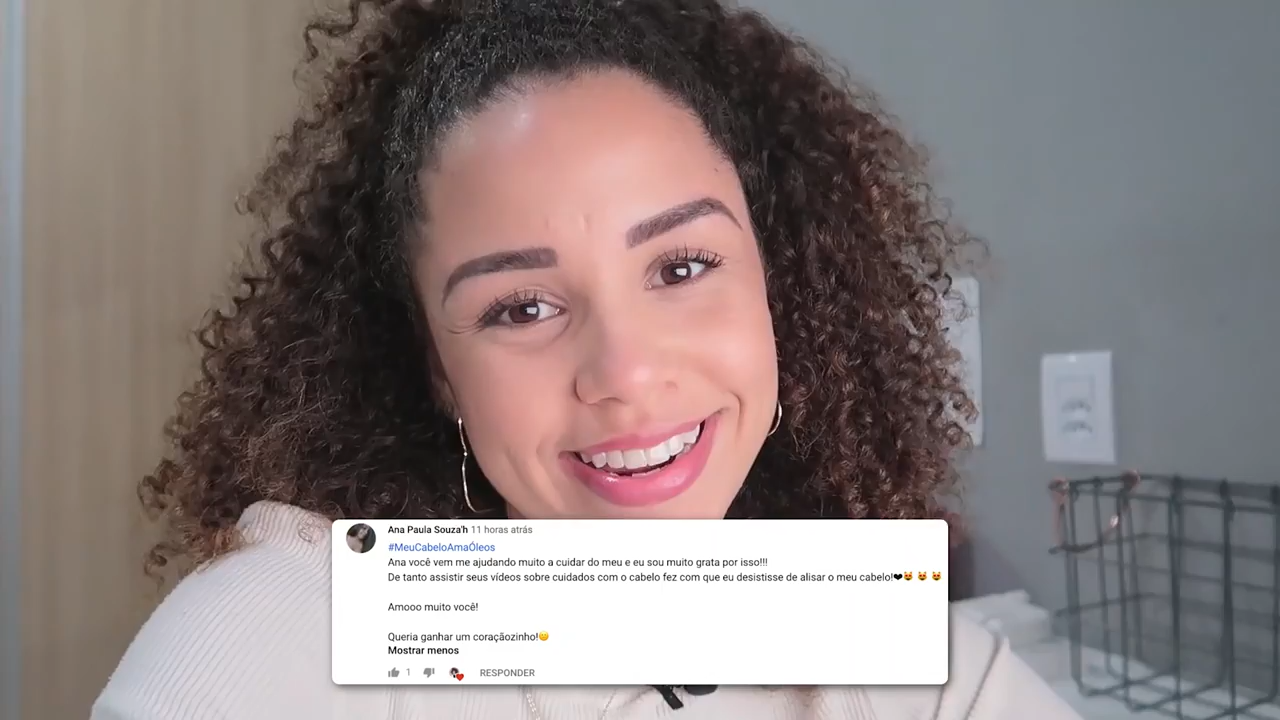 Ana Paula Souza'h 11 horas atrás
#MeuCabeloAmaÓleos
Ana você vem me ajudando muito a cuidar do meu e eu sou muito grata por isso!!!
De tanto assistir seus vídeos sobre cuidados com o cabelo fez com que eu desistisse de alisar o meu cabelo!❤😻 😻 😻
Amooo muito você!
Queria ganhar um coraçãozinho!😊
Mostrar menos
1 RESPONDER